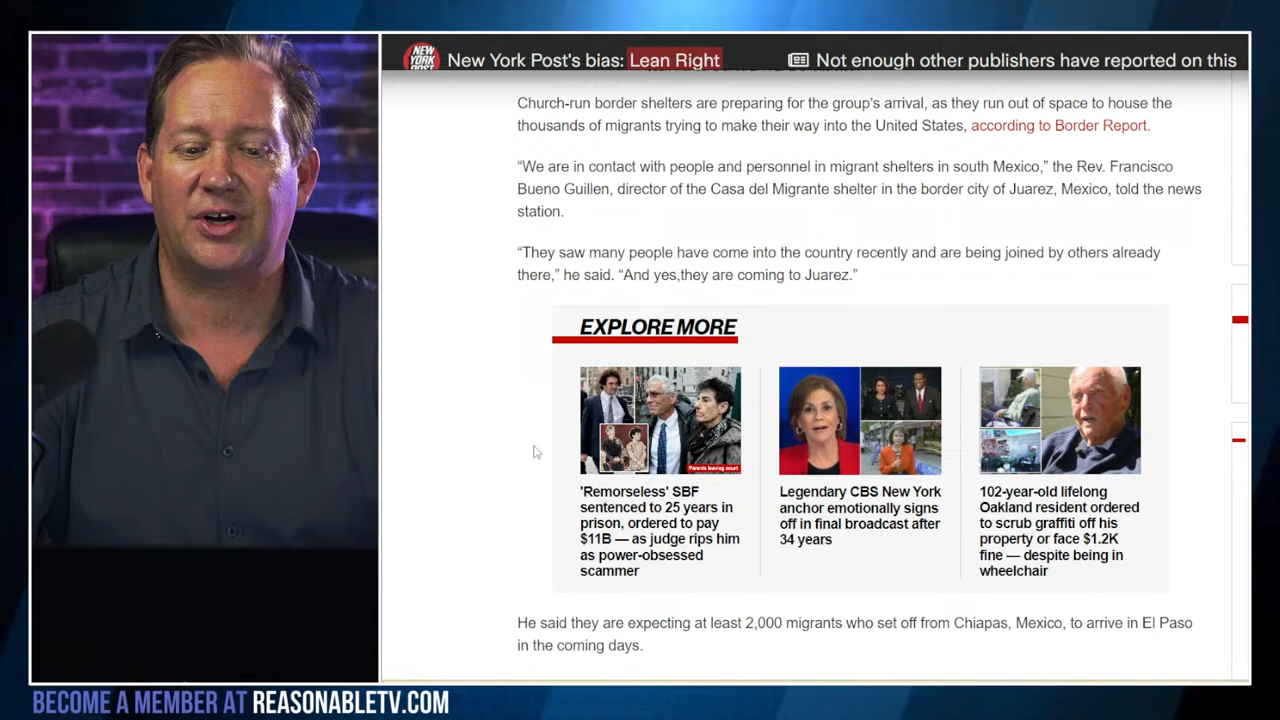 NEW YORK POST
New York Post's bias: Lean Right
Not enough other publishers have reported on this
Church-run border shelters are preparing for the group's arrival, as they run out of space to house the
thousands of migrants trying to make their way into the United States, according to Border Report.
“We are in contact with people and personnel in migrant shelters in south Mexico,” the Rev. Francisco
Bueno Guillen, director of the Casa del Migrante shelter in the border city of Juarez, Mexico, told the news
station.
“They saw many people have come into the country recently and are being joined by others already
there,” he said. “And yes,they are coming to Juarez.”
EXPLORE MORE
Parents leaving court
'Remorseless' SBF
sentenced to 25 years in
prison, ordered to pay
$11B — as judge rips him
as power-obsessed
scammer
Legendary CBS New York
anchor emotionally signs
off in final broadcast after
34 years
102-year-old lifelong
Oakland resident ordered
to scrub graffiti off his
property or face $1.2K
fine — despite being in
wheelchair
He said they are expecting at least 2,000 migrants who set off from Chiapas, Mexico, to arrive in El Paso
in the coming days.
BECOME A MEMBER AT REASONABLETV.COM